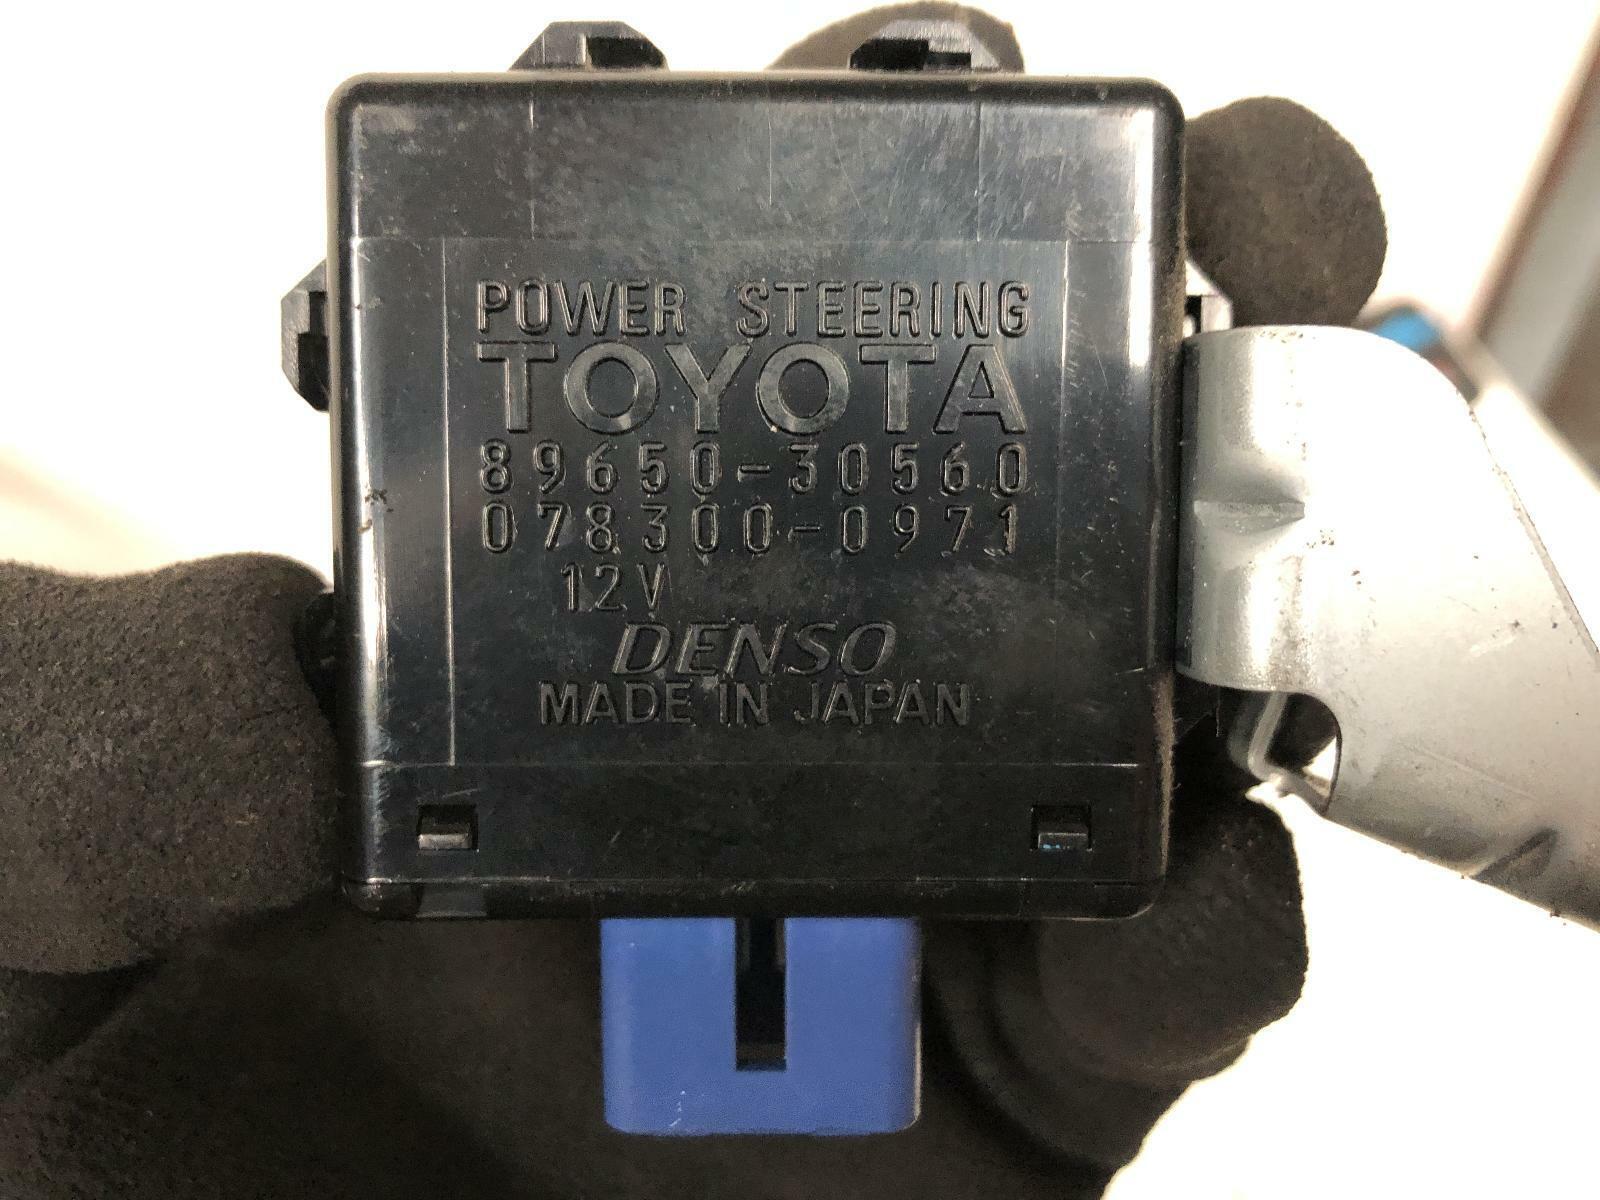 POWER STEERING
TOYOTA
89650-30560
078300-0971
12V
DENSO
MADE IN JAPAN